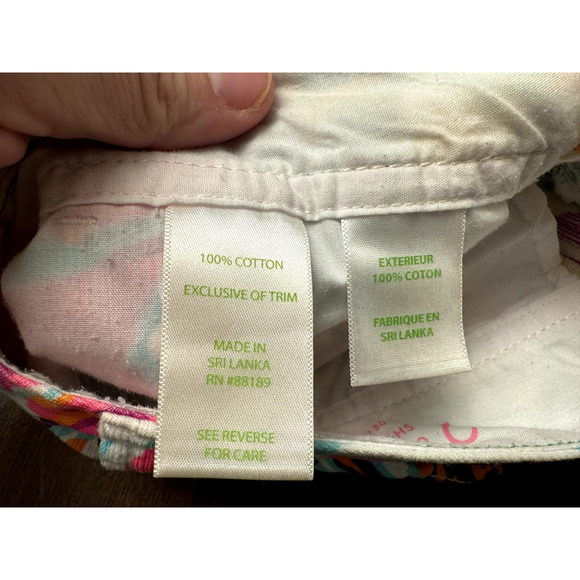 100% COTTON
EXCLUSIVE OF TRIM
MADE IN
SRI LANKA
RN #88189
SEE REVERSE
FOR CARE
EXTERIEUR
100% COTON
FABRIQUE EN
SRI LANKA